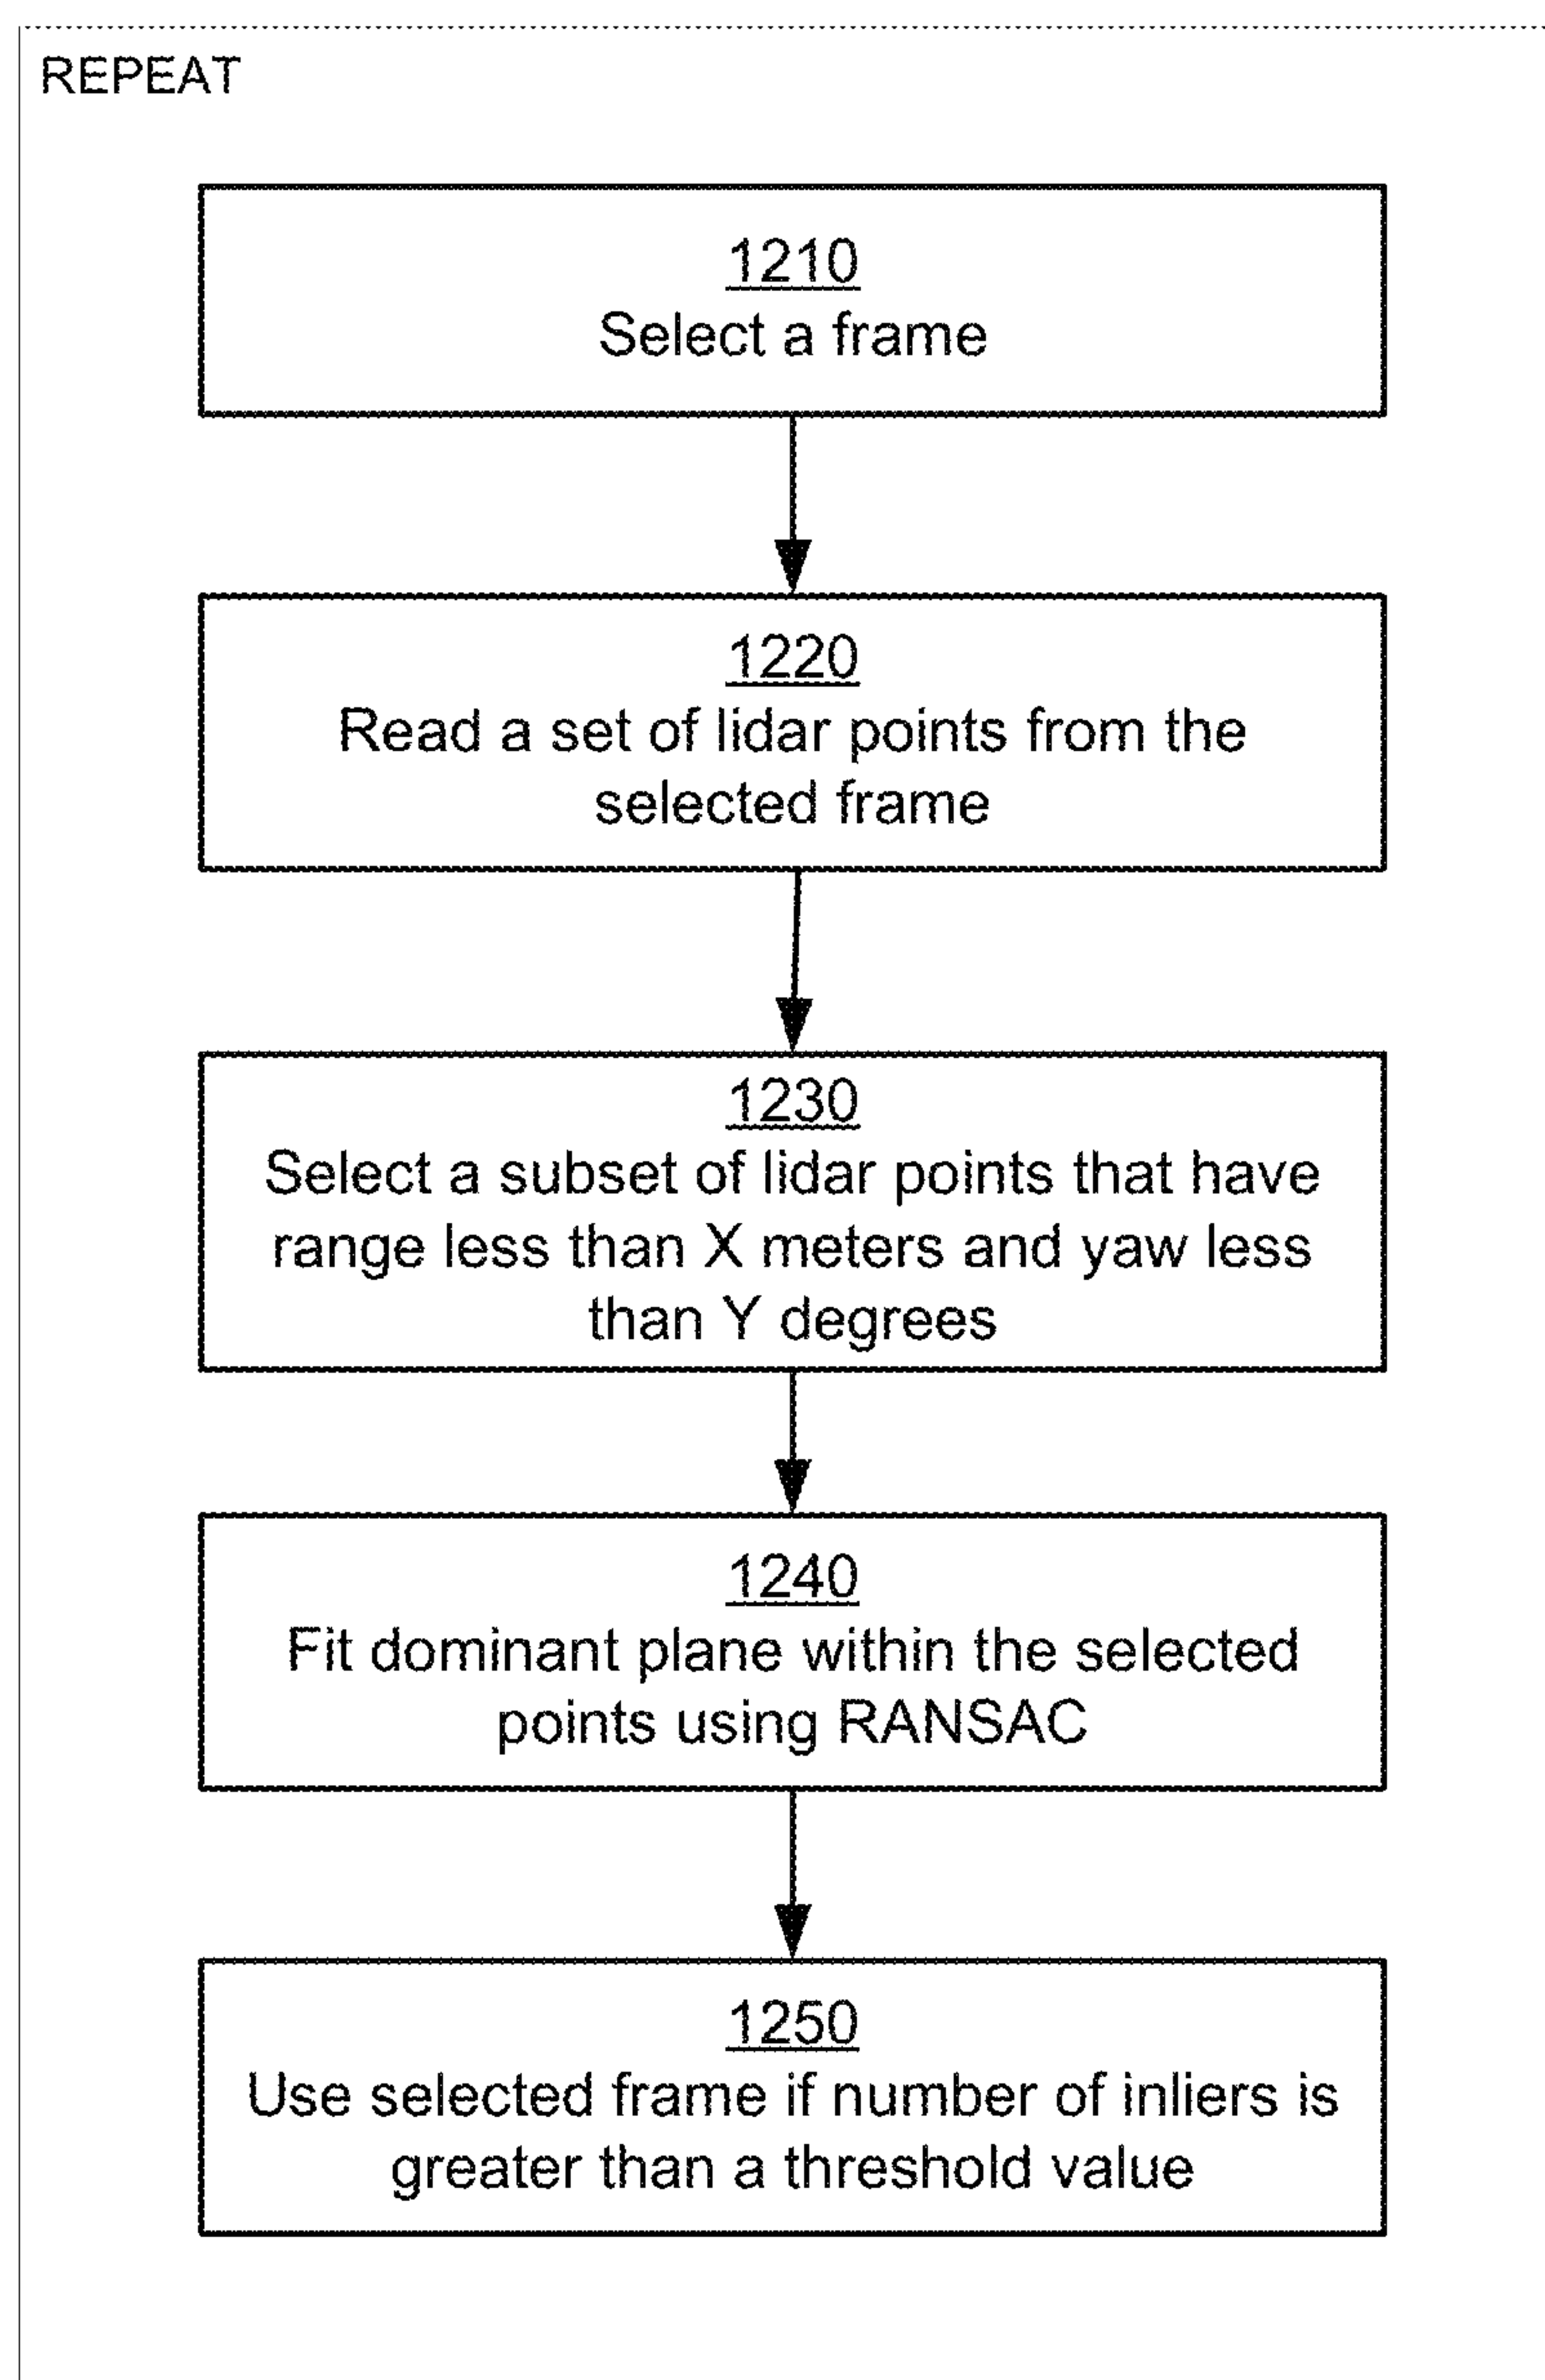 REPEAT
1210
Select a frame
1220
Read a set of lidar points from the
selected frame
1230
Select a subset of lidar points that have
range less than X meters and yaw less
than Y degrees
1240
Fit dominant plane within the selected
points using RANSAC
1250
Use selected frame if number of inliers is
greater than a threshold value